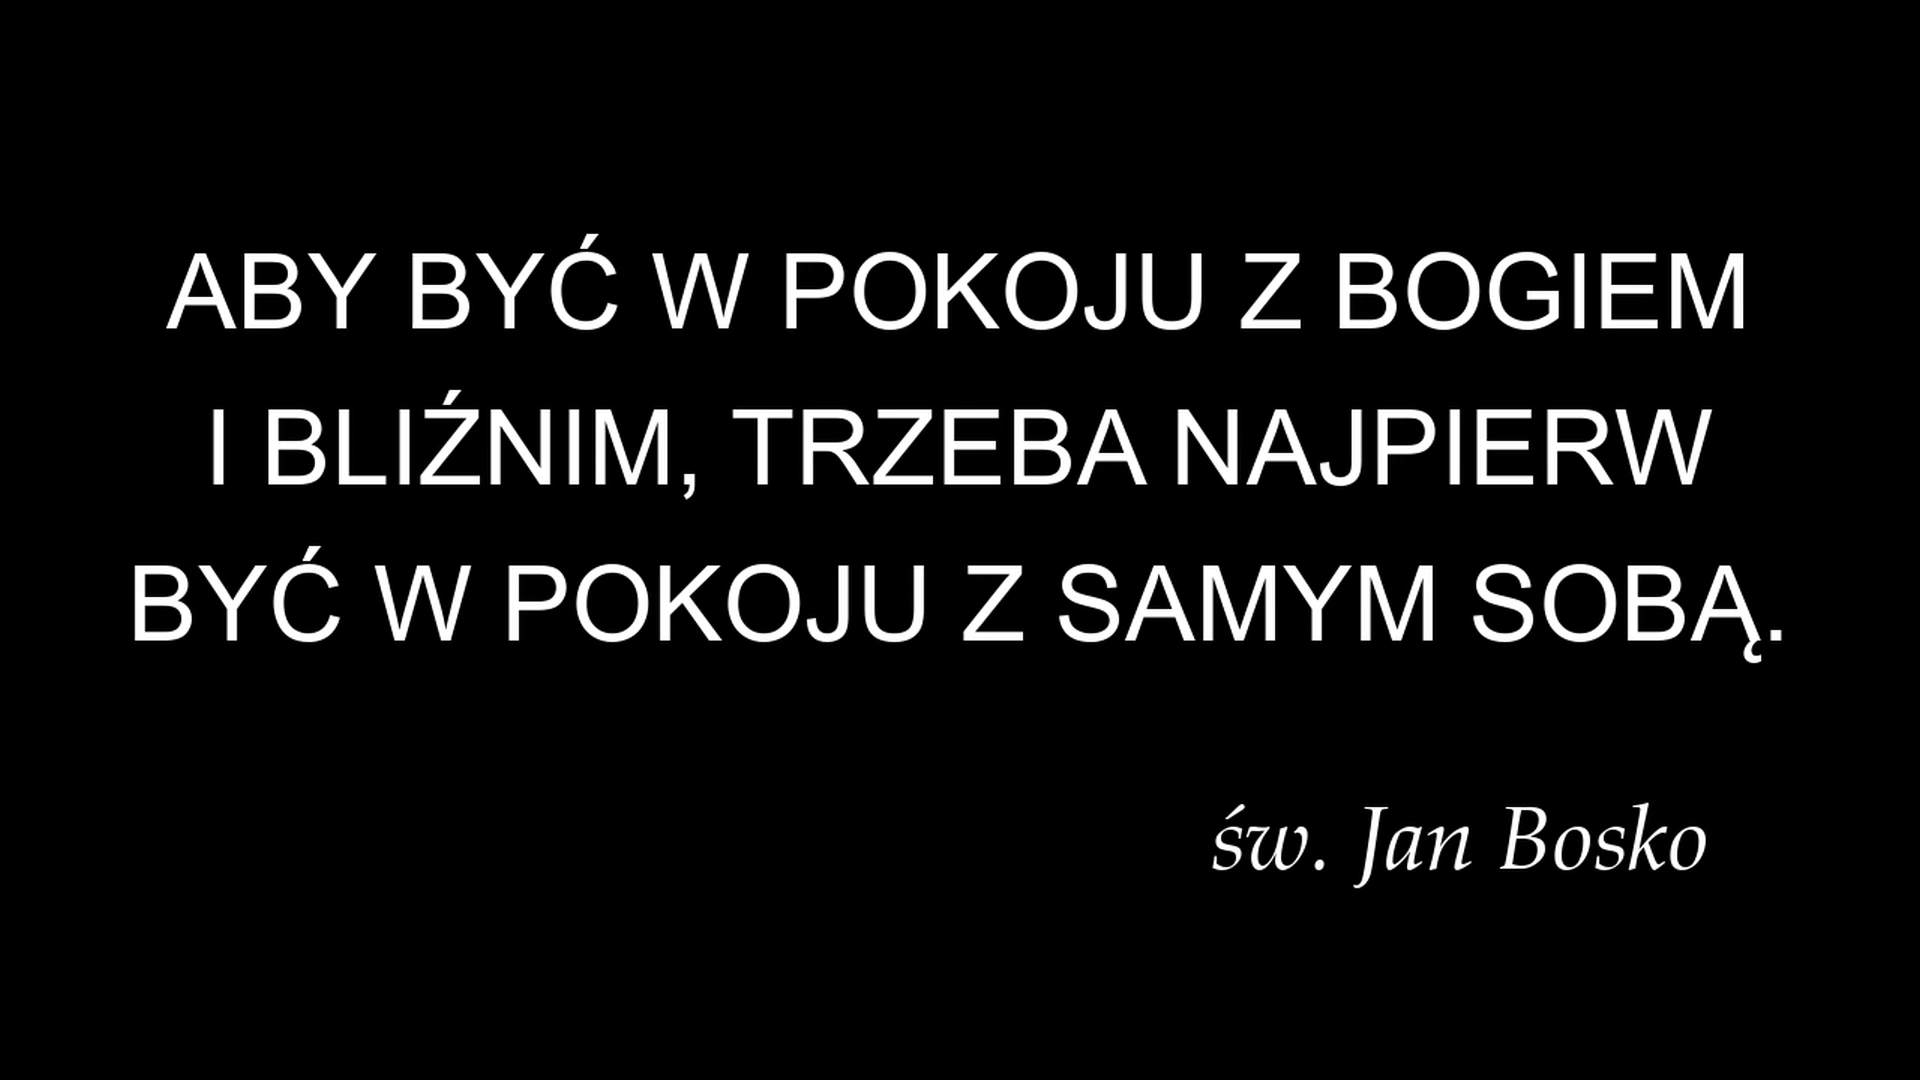 ABY BYĆ W POKOJU Z BOGIEM
I BLIŹNIM, TRZEBA NAJPIERW
BYĆ W POKOJU Z SAMYM SOBĄ.
św. Jan Bosko